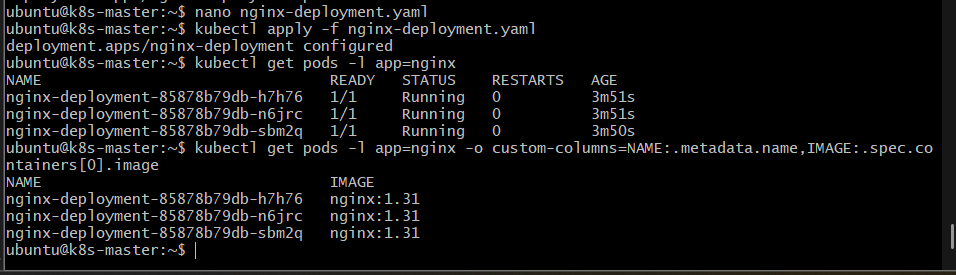 ubuntu@k8s-master:~$ nano nginx-deployment.yaml
ubuntu@k8s-master:~$ kubectl apply -f nginx-deployment.yaml
deployment.apps/nginx-deployment configured
ubuntu@k8s-master:~$ kubectl get pods -l app=nginx
NAME                                READY   STATUS    RESTARTS   AGE
nginx-deployment-85878b79db-h7h76   1/1     Running   0          3m51s
nginx-deployment-85878b79db-n6jrc   1/1     Running   0          3m51s
nginx-deployment-85878b79db-sbm2q   1/1     Running   0          3m50s
ubuntu@k8s-master:~$ kubectl get pods -l app=nginx -o custom-columns=NAME:.metadata.name,IMAGE:.spec.co
ntainers[0].image
NAME                                IMAGE
nginx-deployment-85878b79db-h7h76   nginx:1.31
nginx-deployment-85878b79db-n6jrc   nginx:1.31
nginx-deployment-85878b79db-sbm2q   nginx:1.31
ubuntu@k8s-master:~$